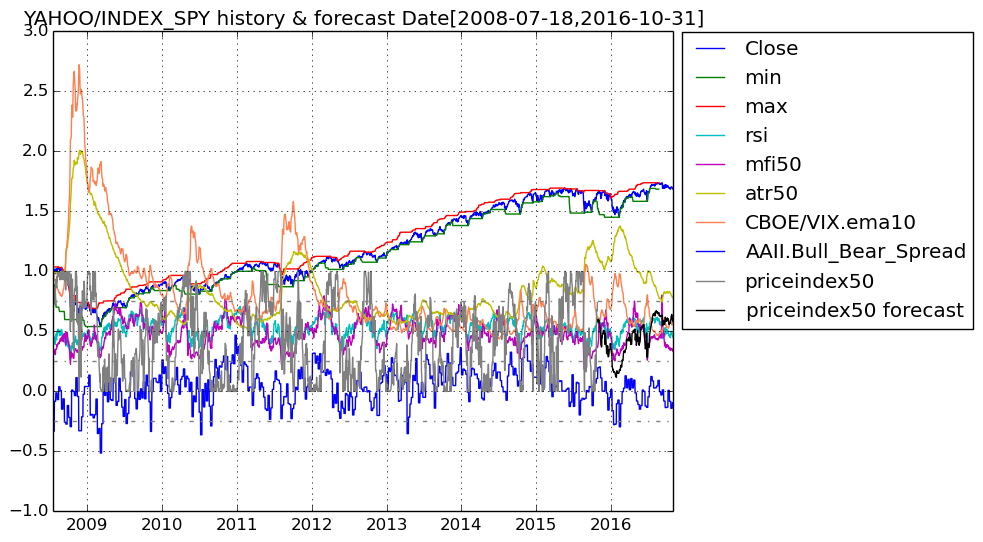 YAHOO/INDEX_SPY history & forecast Date[2008-07-18,2016-10-31]
3.0
2.5
2.0
1.5
1.0
0.5
0.0
−0.5
−1.0
2009 2010 2011 2012 2013 2014 2015 2016
Close
min
max
rsi
mfi50
atr50
CBOE/VIX.ema10
AAII.Bull_Bear_Spread
priceindex50
priceindex50 forecast